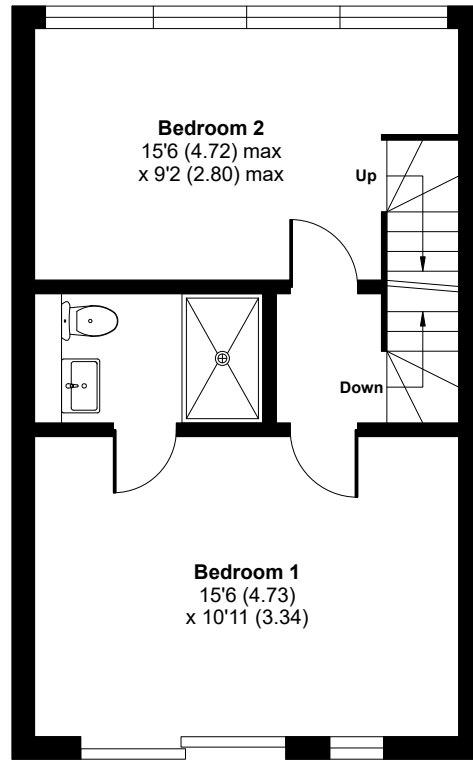 Bedroom 2
15'6 (4.72) max
x 9'2 (2.80) max
Up
Down
Bedroom 1
15'6 (4.73)
x 10'11 (3.34)